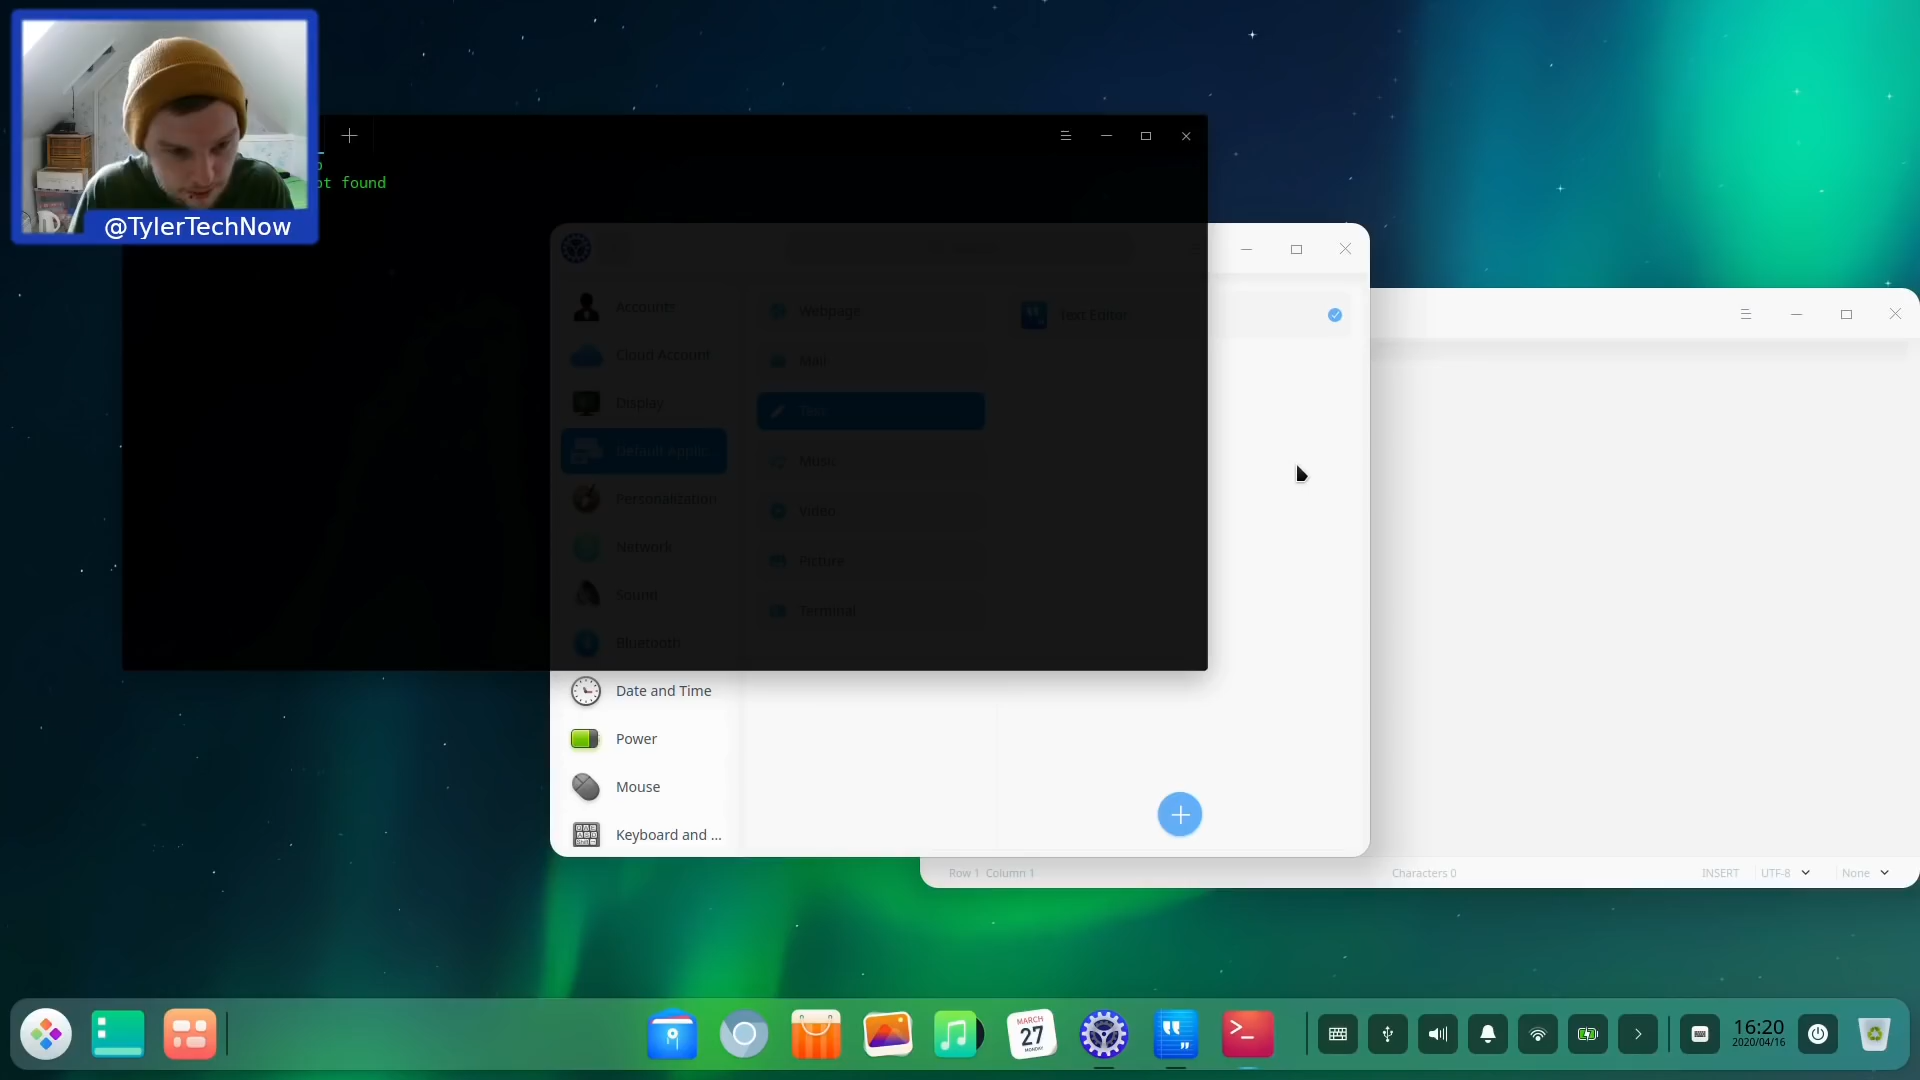 ot found
@TylerTechNow
Accounts
Webpage
Text Editor
Cloud Account
Mail
Display
Text
Default Applic...
Music
Personalization
Video
Network
Picture
Sound
Terminal
Bluetooth
Date and Time
Power
Mouse
Keyboard and ...
Row 1 Column 1
Characters 0
INSERT
UTF-8
None
MARCH
27
MONDAY
16:20
2020/04/16